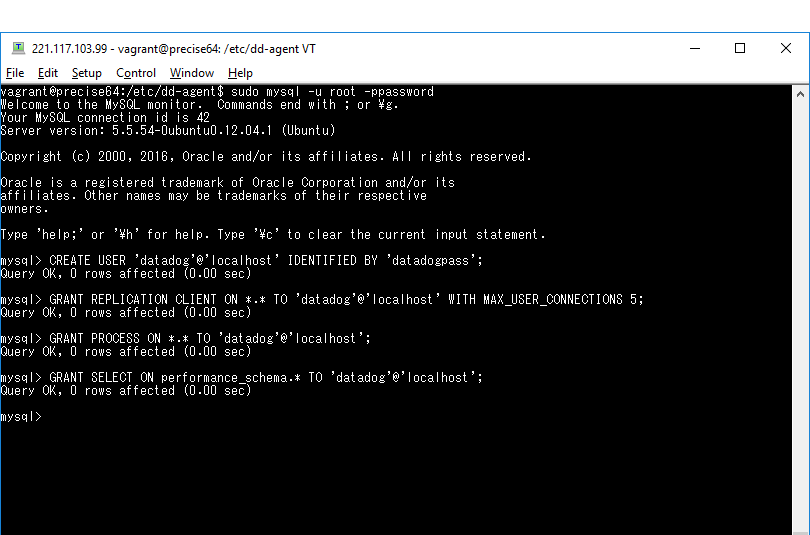 221.117.103.99 - vagrant@precise64: /etc/dd-agent VT
File Edit Setup Control Window Help
vagrant@precise64:/etc/dd-agent$ sudo mysql -u root -ppassword
Welcome to the MySQL monitor.  Commands end with ; or ¥g.
Your MySQL connection id is 42
Server version: 5.5.54-0ubuntu0.12.04.1 (Ubuntu)
Copyright (c) 2000, 2016, Oracle and/or its affiliates. All rights reserved.
Oracle is a registered trademark of Oracle Corporation and/or its
affiliates. Other names may be trademarks of their respective
owners.
Type 'help;' or '¥h' for help. Type '¥c' to clear the current input statement.
mysql> CREATE USER 'datadog'@'localhost' IDENTIFIED BY 'datadogpass';
Query OK, 0 rows affected (0.00 sec)
mysql> GRANT REPLICATION CLIENT ON *.* TO 'datadog'@'localhost' WITH MAX_USER_CONNECTIONS 5;
Query OK, 0 rows affected (0.00 sec)
mysql> GRANT PROCESS ON *.* TO 'datadog'@'localhost';
Query OK, 0 rows affected (0.00 sec)
mysql> GRANT SELECT ON performance_schema.* TO 'datadog'@'localhost';
Query OK, 0 rows affected (0.00 sec)
mysql>